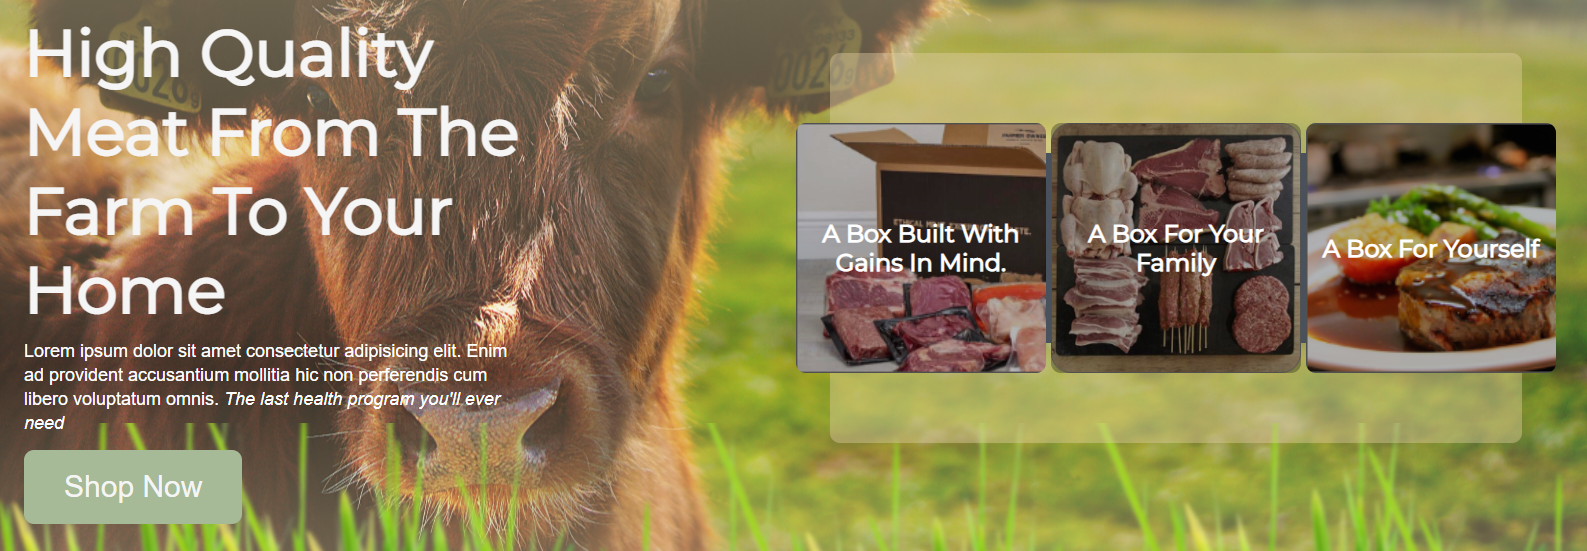 High Quality
Meat From The
Farm To Your
Home
Lorem ipsum dolor sit amet consectetur adipisicing elit. Enim
ad provident accusantium mollitia hic non perferendis cum
libero voluptatum omnis. The last health program you'll ever
need
Shop Now
A Box Built With
Gains In Mind.
A Box For Your
Family
A Box For Yourself